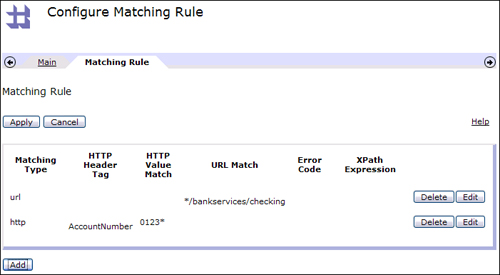 Configure Matching Rule
Main Matching Rule
Matching Rule
Apply Cancel Help
Matching Type HTTP Header Tag HTTP Value Match URL Match Error Code XPath Expression
url */bankservices/checking Delete Edit
http AccountNumber 0123* Delete Edit
Add